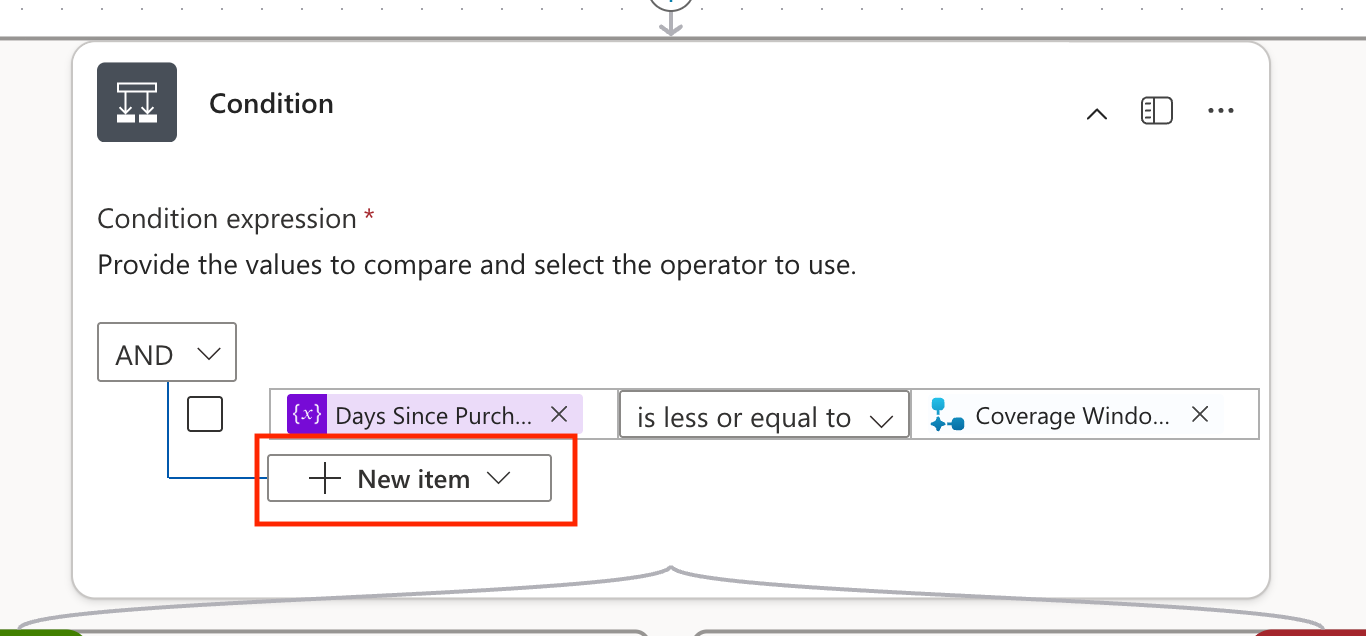 Condition
Condition expression *
Provide the values to compare and select the operator to use.
AND
{x} Days Since Purch... is less or equal to Coverage Windo...
New item